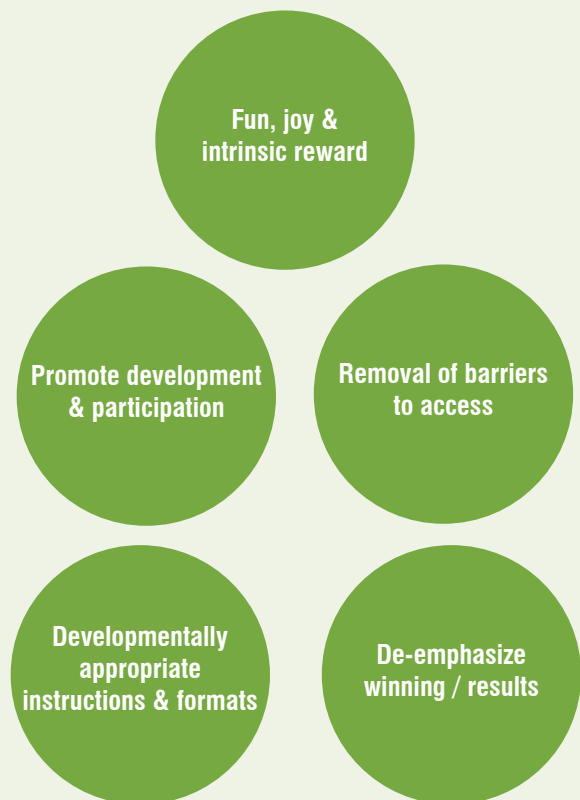 Fun, joy &
intrinsic reward
Promote development
& participation
Removal of barriers
to access
Developmentally
appropriate
instructions & formats
De-emphasize
winning / results